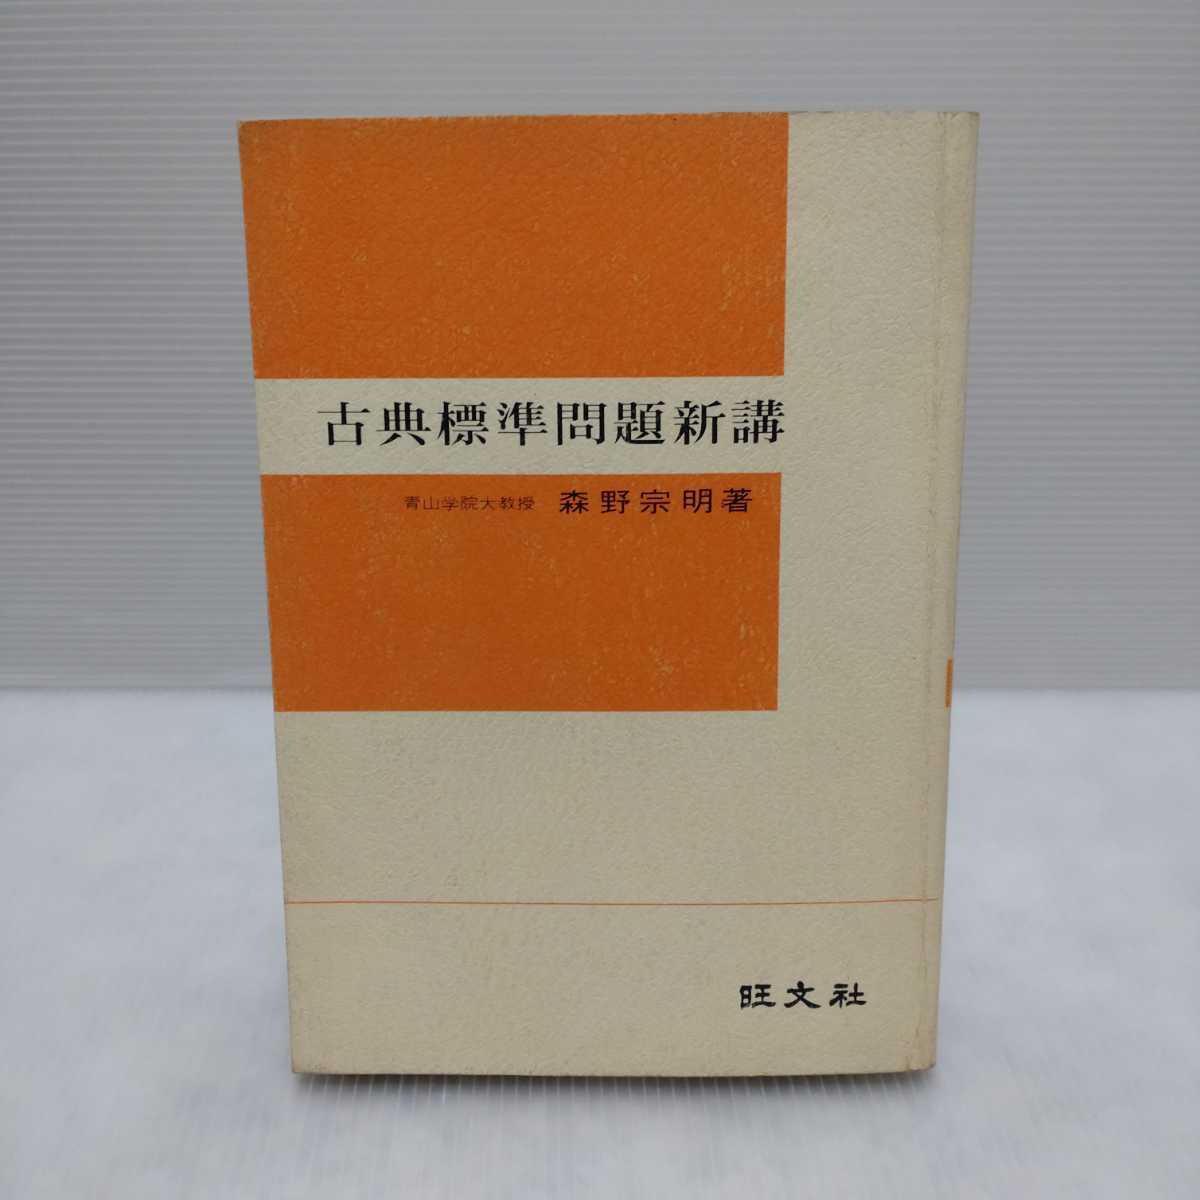 古典標準問題新講
青山学院大教授 森野宗明著
旺文社